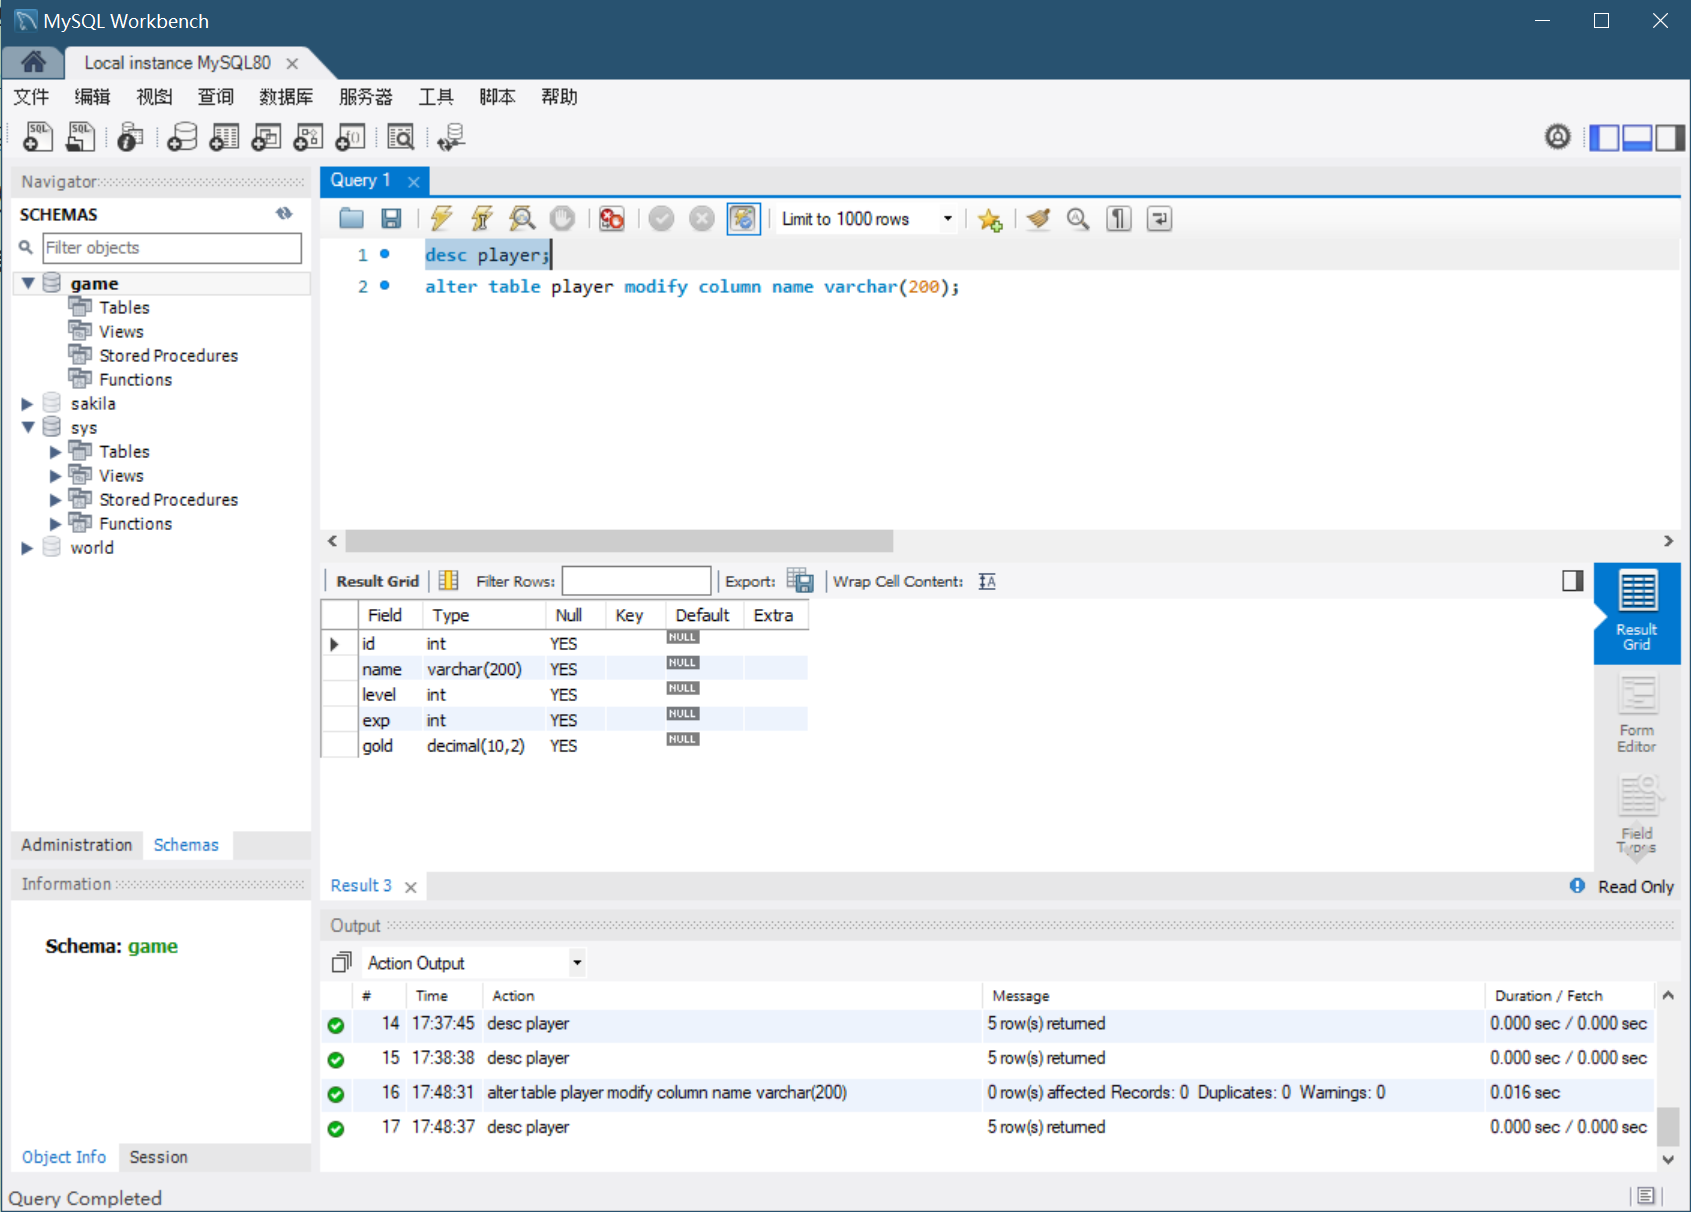 MySQL Workbench
Local instance MySQL80
文件 编辑 视图 查询 数据库 服务器 工具 脚本 帮助
Navigator
SCHEMAS
Filter objects
game
Tables
Views
Stored Procedures
Functions
sakila
sys
Tables
Views
Stored Procedures
Functions
world
Administration Schemas
Information
Schema: game
Object Info Session
Query 1
Limit to 1000 rows
1 desc player;
2 alter table player modify column name varchar(200);
Result Grid Filter Rows: Export: Wrap Cell Content:
Field Type Null Key Default Extra
id int YES NULL
name varchar(200) YES NULL
level int YES NULL
exp int YES NULL
gold decimal(10,2) YES NULL
Result Grid
Form Editor
Field Types
Result 3
Read Only
Output
Action Output
# Time Action Message Duration / Fetch
14 17:37:45 desc player 5 row(s) returned 0.000 sec / 0.000 sec
15 17:38:38 desc player 5 row(s) returned 0.000 sec / 0.000 sec
16 17:48:31 alter table player modify column name varchar(200) 0 row(s) affected Records: 0 Duplicates: 0 Warnings: 0 0.016 sec
17 17:48:37 desc player 5 row(s) returned 0.000 sec / 0.000 sec
Query Completed